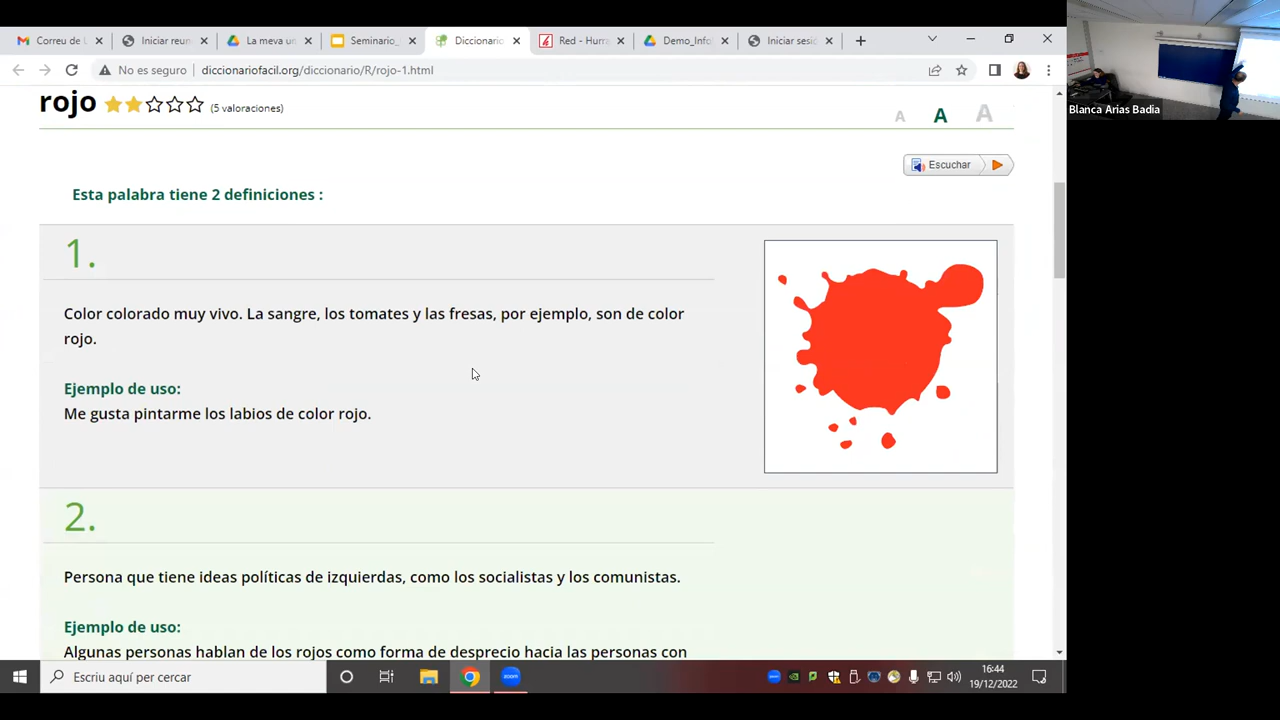 Correo de U
Iniciar reun
La meva un
Seminario_
Diccionario
Red - Hurra
Demo_Infol
Iniciar sesió
No es seguro
diccionariofacil.org/diccionario/R/rojo-1.html
Blanca Arias Badia
rojo
(5 valoraciones)
A A A
Escuchar
Esta palabra tiene 2 definiciones :
1.
Color colorado muy vivo. La sangre, los tomates y las fresas, por ejemplo, son de color
rojo.
Ejemplo de uso:
Me gusta pintarme los labios de color rojo.
2.
Persona que tiene ideas políticas de izquierdas, como los socialistas y los comunistas.
Ejemplo de uso:
Algunas personas hablan de los rojos como forma de desprecio hacia las personas con
Escriu aquí per cercar
zoom
zoom
16:44
19/12/2022